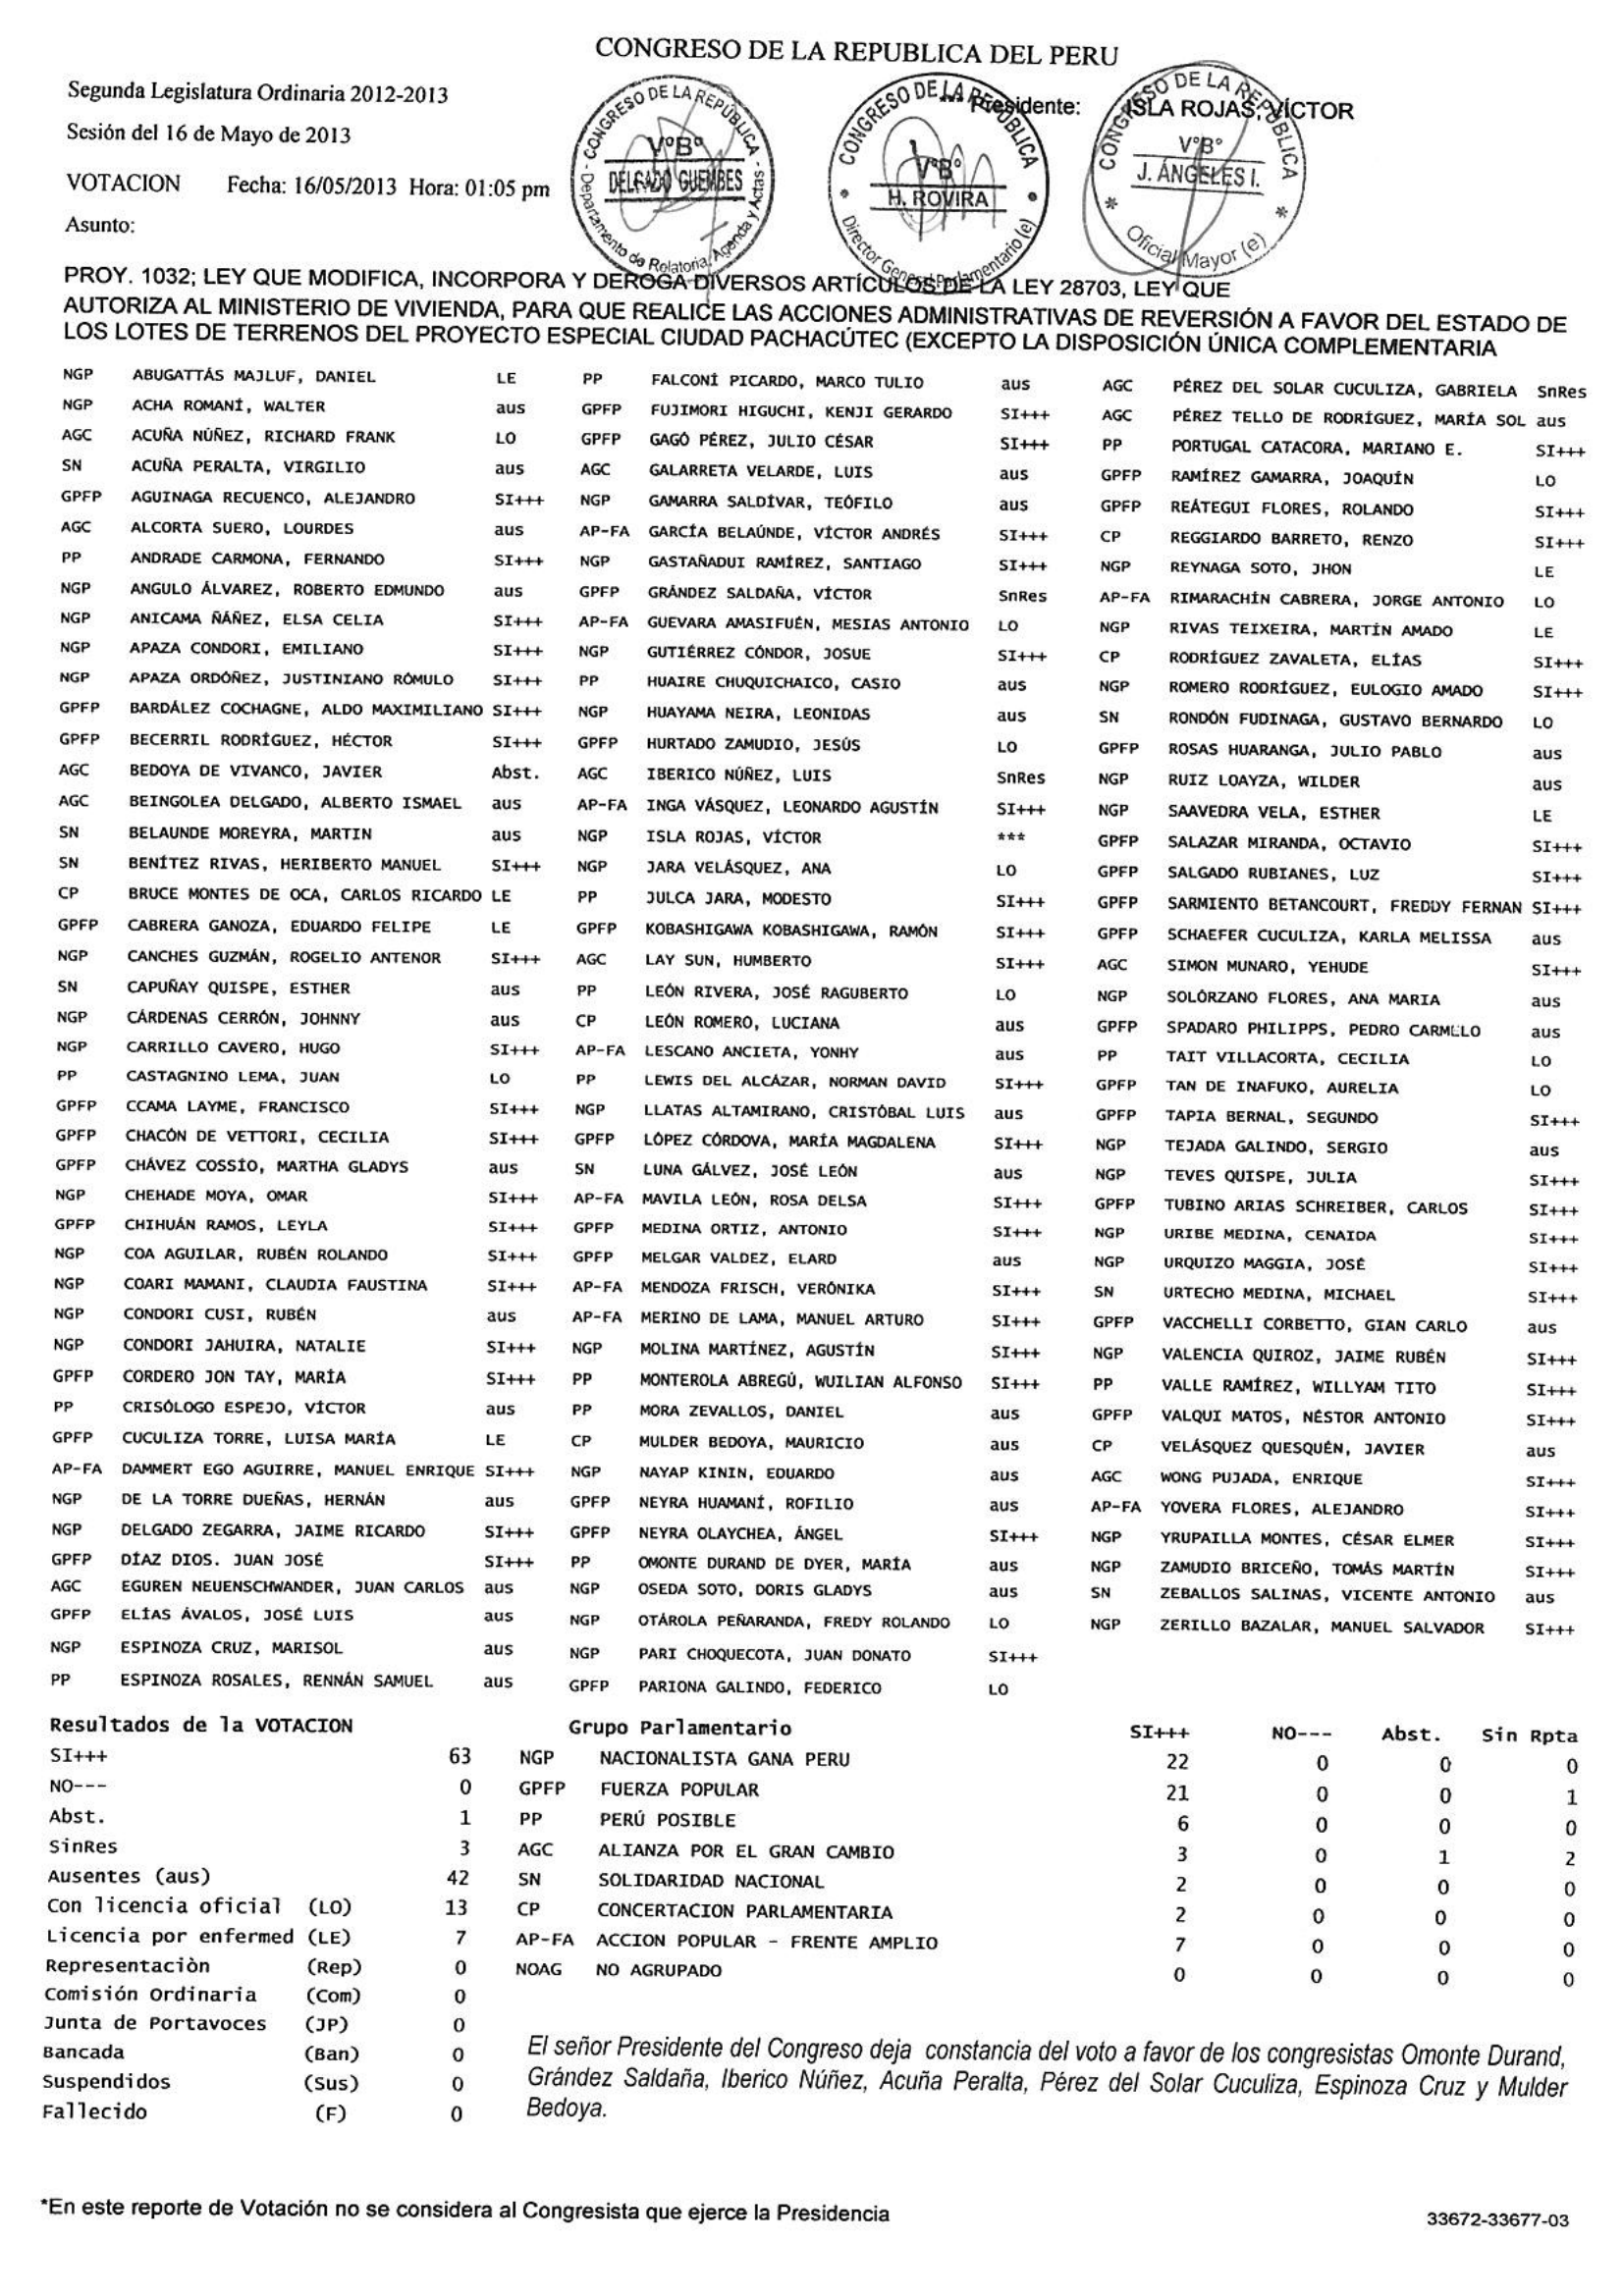 CONGRESO DE LA REPUBLICA DEL PERU
Segunda Legislatura Ordinaria 2012-2013
Presidente: ISLA ROJAS, VÍCTOR
Sesión del 16 de Mayo de 2013
VOTACION Fecha: 16/05/2013 Hora: 01:05 pm
Asunto:
CONGRESO DE LA REPÚBLICA - Departamento de Relatoría, Agenda y Actas -
V°B°
DELGADO GUEMBES
CONGRESO DE LA REPÚBLICA * Director General Parlamentario (e) *
V°B°
H. ROVIRA
CONGRESO DE LA REPÚBLICA * Oficial Mayor (e) *
V°B°
J. ÁNGELES I.
PROY. 1032; LEY QUE MODIFICA, INCORPORA Y DEROGA DIVERSOS ARTÍCULOS DE LA LEY 28703, LEY QUE
AUTORIZA AL MINISTERIO DE VIVIENDA, PARA QUE REALICE LAS ACCIONES ADMINISTRATIVAS DE REVERSIÓN A FAVOR DEL ESTADO DE
LOS LOTES DE TERRENOS DEL PROYECTO ESPECIAL CIUDAD PACHACÚTEC (EXCEPTO LA DISPOSICIÓN ÚNICA COMPLEMENTARIA
NGP ABUGATTÁS MAJLUF, DANIEL LE
NGP ACHA ROMANÍ, WALTER aus
AGC ACUÑA NÚÑEZ, RICHARD FRANK LO
SN ACUÑA PERALTA, VIRGILIO aus
GPFP AGUINAGA RECUENCO, ALEJANDRO SI+++
AGC ALCORTA SUERO, LOURDES aus
PP ANDRADE CARMONA, FERNANDO SI+++
NGP ANGULO ÁLVAREZ, ROBERTO EDMUNDO aus
NGP ANICAMA ÑÁÑEZ, ELSA CELIA SI+++
NGP APAZA CONDORI, EMILIANO SI+++
NGP APAZA ORDÓÑEZ, JUSTINIANO RÓMULO SI+++
GPFP BARDÁLEZ COCHAGNE, ALDO MAXIMILIANO SI+++
GPFP BECERRIL RODRÍGUEZ, HÉCTOR SI+++
AGC BEDOYA DE VIVANCO, JAVIER Abst.
AGC BEINGOLEA DELGADO, ALBERTO ISMAEL aus
SN BELAUNDE MOREYRA, MARTIN aus
SN BENÍTEZ RIVAS, HERIBERTO MANUEL SI+++
CP BRUCE MONTES DE OCA, CARLOS RICARDO LE
GPFP CABRERA GANOZA, EDUARDO FELIPE LE
NGP CANCHES GUZMÁN, ROGELIO ANTENOR SI+++
SN CAPUÑAY QUISPE, ESTHER aus
NGP CÁRDENAS CERRÓN, JOHNNY aus
NGP CARRILLO CAVERO, HUGO SI+++
PP CASTAGNINO LEMA, JUAN LO
GPFP CCAMA LAYME, FRANCISCO SI+++
GPFP CHACÓN DE VETTORI, CECILIA SI+++
GPFP CHÁVEZ COSSÍO, MARTHA GLADYS aus
NGP CHEHADE MOYA, OMAR SI+++
GPFP CHIHUÁN RAMOS, LEYLA SI+++
NGP COA AGUILAR, RUBÉN ROLANDO SI+++
NGP COARI MAMANI, CLAUDIA FAUSTINA SI+++
NGP CONDORI CUSI, RUBÉN aus
NGP CONDORI JAHUIRA, NATALIE SI+++
GPFP CORDERO JON TAY, MARÍA SI+++
PP CRISÓLOGO ESPEJO, VÍCTOR aus
GPFP CUCULIZA TORRE, LUISA MARÍA LE
AP-FA DAMMERT EGO AGUIRRE, MANUEL ENRIQUE SI+++
NGP DE LA TORRE DUEÑAS, HERNÁN aus
NGP DELGADO ZEGARRA, JAIME RICARDO SI+++
GPFP DÍAZ DIOS. JUAN JOSÉ SI+++
AGC EGUREN NEUENSCHWANDER, JUAN CARLOS aus
GPFP ELÍAS ÁVALOS, JOSÉ LUIS aus
NGP ESPINOZA CRUZ, MARISOL aus
PP ESPINOZA ROSALES, RENNÁN SAMUEL aus
PP FALCONÍ PICARDO, MARCO TULIO aus
GPFP FUJIMORI HIGUCHI, KENJI GERARDO SI+++
GPFP GAGÓ PÉREZ, JULIO CÉSAR SI+++
AGC GALARRETA VELARDE, LUIS aus
NGP GAMARRA SALDÍVAR, TEÓFILO aus
AP-FA GARCÍA BELAÚNDE, VÍCTOR ANDRÉS SI+++
NGP GASTAÑADUI RAMÍREZ, SANTIAGO SI+++
GPFP GRÁNDEZ SALDAÑA, VÍCTOR SnRes
AP-FA GUEVARA AMASIFUÉN, MESIAS ANTONIO LO
NGP GUTIÉRREZ CÓNDOR, JOSUE SI+++
PP HUAIRE CHUQUICHAICO, CASIO aus
NGP HUAYAMA NEIRA, LEONIDAS aus
GPFP HURTADO ZAMUDIO, JESÚS LO
AGC IBERICO NÚÑEZ, LUIS SnRes
AP-FA INGA VÁSQUEZ, LEONARDO AGUSTÍN SI+++
NGP ISLA ROJAS, VÍCTOR ***
NGP JARA VELÁSQUEZ, ANA LO
PP JULCA JARA, MODESTO SI+++
GPFP KOBASHIGAWA KOBASHIGAWA, RAMÓN SI+++
AGC LAY SUN, HUMBERTO SI+++
PP LEÓN RIVERA, JOSÉ RAGUBERTO LO
CP LEÓN ROMERO, LUCIANA aus
AP-FA LESCANO ANCIETA, YONHY aus
PP LEWIS DEL ALCÁZAR, NORMAN DAVID SI+++
NGP LLATAS ALTAMIRANO, CRISTÓBAL LUIS aus
GPFP LÓPEZ CÓRDOVA, MARÍA MAGDALENA SI+++
SN LUNA GÁLVEZ, JOSÉ LEÓN aus
AP-FA MAVILA LEÓN, ROSA DELSA SI+++
GPFP MEDINA ORTIZ, ANTONIO SI+++
GPFP MELGAR VALDEZ, ELARD aus
AP-FA MENDOZA FRISCH, VERÓNIKA SI+++
AP-FA MERINO DE LAMA, MANUEL ARTURO SI+++
NGP MOLINA MARTÍNEZ, AGUSTÍN SI+++
PP MONTEROLA ABREGÚ, WUILIAN ALFONSO SI+++
PP MORA ZEVALLOS, DANIEL aus
CP MULDER BEDOYA, MAURICIO aus
NGP NAYAP KININ, EDUARDO aus
GPFP NEYRA HUAMANÍ, ROFILIO aus
GPFP NEYRA OLAYCHEA, ÁNGEL SI+++
PP OMONTE DURAND DE DYER, MARÍA aus
NGP OSEDA SOTO, DORIS GLADYS aus
NGP OTÁROLA PEÑARANDA, FREDY ROLANDO LO
NGP PARI CHOQUECOTA, JUAN DONATO SI+++
GPFP PARIONA GALINDO, FEDERICO LO
AGC PÉREZ DEL SOLAR CUCULIZA, GABRIELA SnRes
AGC PÉREZ TELLO DE RODRÍGUEZ, MARÍA SOL aus
PP PORTUGAL CATACORA, MARIANO E. SI+++
GPFP RAMÍREZ GAMARRA, JOAQUÍN LO
GPFP REÁTEGUI FLORES, ROLANDO SI+++
CP REGGIARDO BARRETO, RENZO SI+++
NGP REYNAGA SOTO, JHON LE
AP-FA RIMARACHÍN CABRERA, JORGE ANTONIO LO
NGP RIVAS TEIXEIRA, MARTÍN AMADO LE
CP RODRÍGUEZ ZAVALETA, ELÍAS SI+++
NGP ROMERO RODRÍGUEZ, EULOGIO AMADO SI+++
SN RONDÓN FUDINAGA, GUSTAVO BERNARDO LO
GPFP ROSAS HUARANGA, JULIO PABLO aus
NGP RUIZ LOAYZA, WILDER aus
NGP SAAVEDRA VELA, ESTHER LE
GPFP SALAZAR MIRANDA, OCTAVIO SI+++
GPFP SALGADO RUBIANES, LUZ SI+++
GPFP SARMIENTO BETANCOURT, FREDDY FERNAN SI+++
GPFP SCHAEFER CUCULIZA, KARLA MELISSA aus
AGC SIMON MUNARO, YEHUDE SI+++
NGP SOLÓRZANO FLORES, ANA MARIA aus
GPFP SPADARO PHILIPPS, PEDRO CARMELO aus
PP TAIT VILLACORTA, CECILIA LO
GPFP TAN DE INAFUKO, AURELIA LO
GPFP TAPIA BERNAL, SEGUNDO SI+++
NGP TEJADA GALINDO, SERGIO aus
NGP TEVES QUISPE, JULIA SI+++
GPFP TUBINO ARIAS SCHREIBER, CARLOS SI+++
NGP URIBE MEDINA, CENAIDA SI+++
NGP URQUIZO MAGGIA, JOSÉ SI+++
SN URTECHO MEDINA, MICHAEL SI+++
GPFP VACCHELLI CORBETTO, GIAN CARLO aus
NGP VALENCIA QUIROZ, JAIME RUBÉN SI+++
PP VALLE RAMÍREZ, WILLYAM TITO SI+++
GPFP VALQUI MATOS, NÉSTOR ANTONIO SI+++
CP VELÁSQUEZ QUESQUÉN, JAVIER aus
AGC WONG PUJADA, ENRIQUE SI+++
AP-FA YOVERA FLORES, ALEJANDRO SI+++
NGP YRUPAILLA MONTES, CÉSAR ELMER SI+++
NGP ZAMUDIO BRICEÑO, TOMÁS MARTÍN SI+++
SN ZEBALLOS SALINAS, VICENTE ANTONIO aus
NGP ZERILLO BAZALAR, MANUEL SALVADOR SI+++
Resultados de la VOTACION
SI+++ 63
NO--- 0
Abst. 1
SinRes 3
Ausentes (aus) 42
Con licencia oficial (LO) 13
Licencia por enfermed (LE) 7
Representaciòn (Rep) 0
Comisión Ordinaria (Com) 0
Junta de Portavoces (JP) 0
Bancada (Ban) 0
Suspendidos (Sus) 0
Fallecido (F) 0
Grupo Parlamentario SI+++ NO--- Abst. Sin Rpta
NGP NACIONALISTA GANA PERU 22 0 0 0
GPFP FUERZA POPULAR 21 0 0 1
PP PERÚ POSIBLE 6 0 0 0
AGC ALIANZA POR EL GRAN CAMBIO 3 0 1 2
SN SOLIDARIDAD NACIONAL 2 0 0 0
CP CONCERTACION PARLAMENTARIA 2 0 0 0
AP-FA ACCION POPULAR - FRENTE AMPLIO 7 0 0 0
NOAG NO AGRUPADO 0 0 0 0
El señor Presidente del Congreso deja constancia del voto a favor de los congresistas Omonte Durand,
Grández Saldaña, Iberico Núñez, Acuña Peralta, Pérez del Solar Cuculiza, Espinoza Cruz y Mulder
Bedoya.
*En este reporte de Votación no se considera al Congresista que ejerce la Presidencia
33672-33677-03